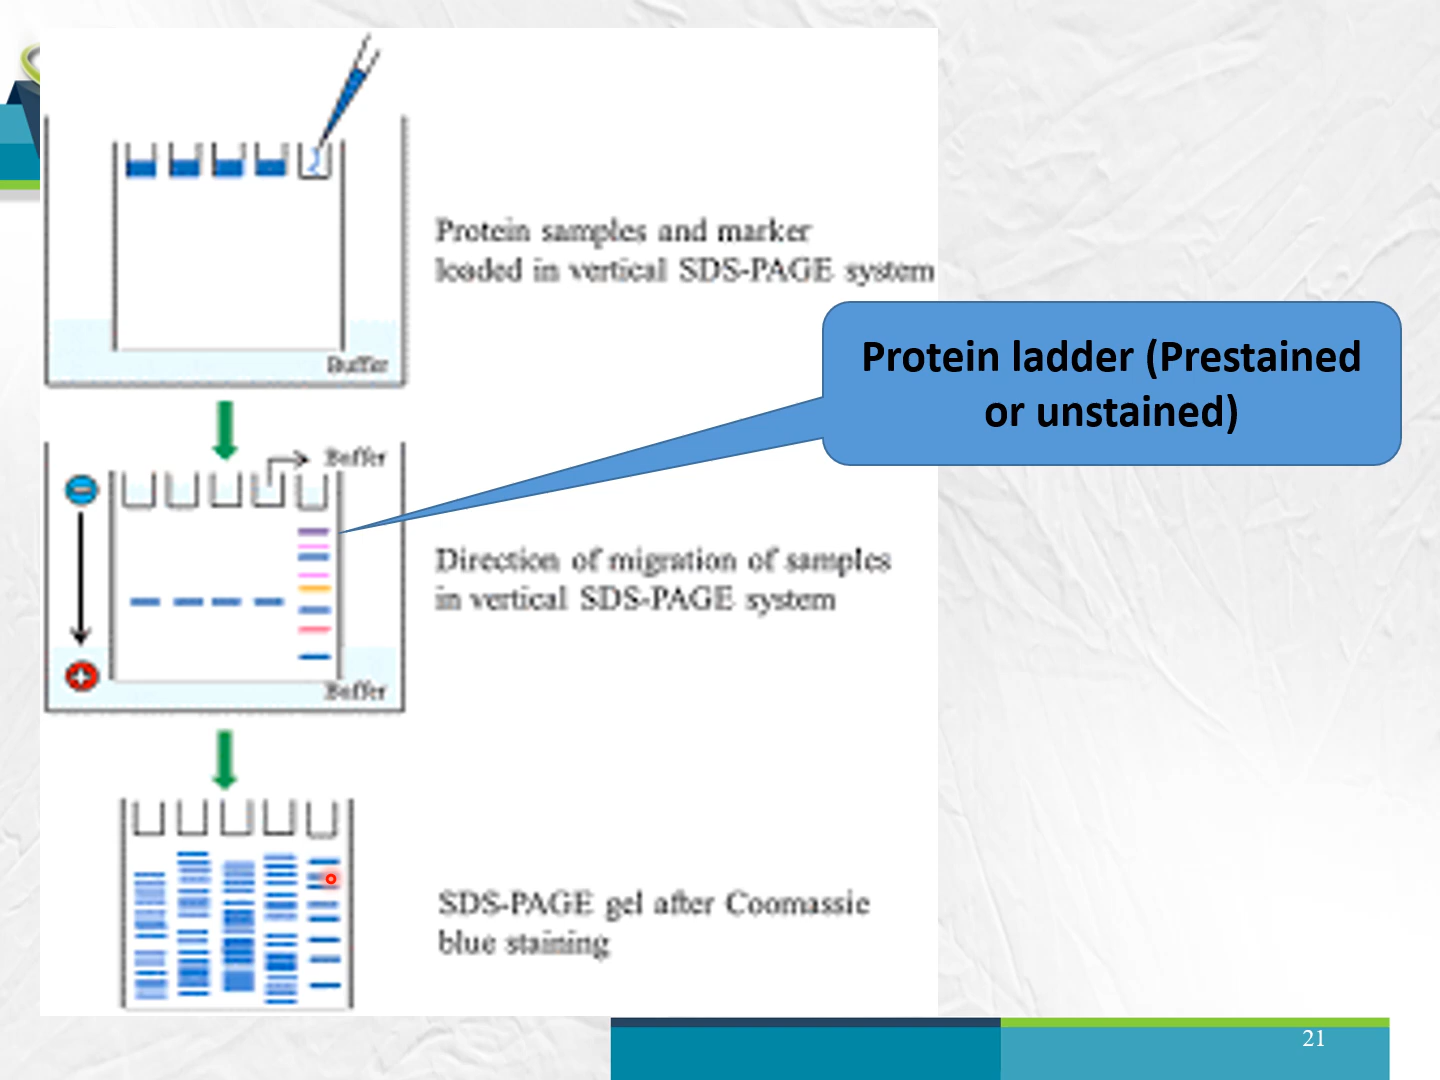 Protein samples and marker
loaded in vertical SDS-PAGE system
Buffer
Protein ladder (Prestained
or unstained)
Buffer
Direction of migration of samples
in vertical SDS-PAGE system
Buffer
SDS-PAGE gel after Coomassie
blue staining
21